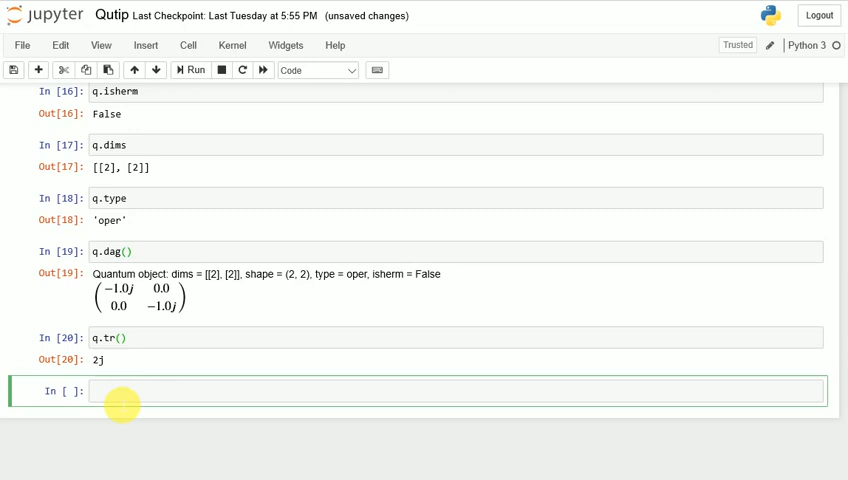 jupyter Qutip Last Checkpoint: Last Tuesday at 5:55 PM (unsaved changes) Logout
File Edit View Insert Cell Kernel Widgets Help Trusted Python 3
Run Code
In [16]: q.isherm
Out[16]: False
In [17]: q.dims
Out[17]: [[2], [2]]
In [18]: q.type
Out[18]: 'oper'
In [19]: q.dag()
Out[19]: Quantum object: dims = [[2], [2]], shape = (2, 2), type = oper, isherm = False
−1.0j 0.0
0.0 −1.0j
In [20]: q.tr()
Out[20]: 2j
In [ ]: